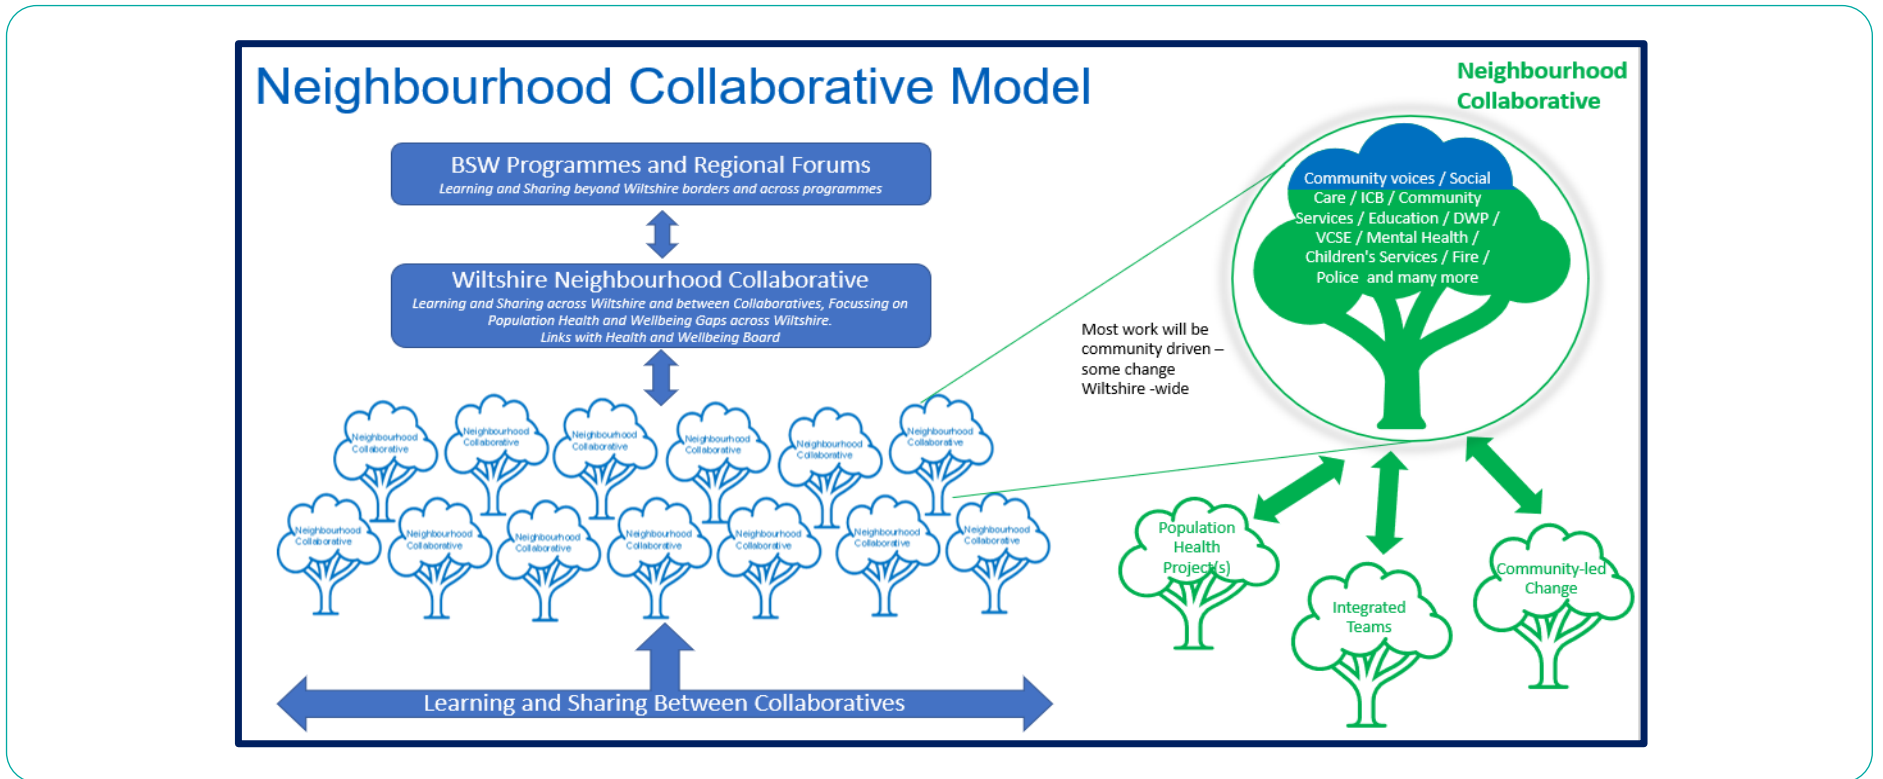 Neighbourhood Collaborative Model
BSW Programmes and Regional Forums
Learning and Sharing beyond Wiltshire borders and across programmes
Wiltshire Neighbourhood Collaborative
Learning and Sharing across Wiltshire and between Collaboratives, Focussing on
Population Health and Wellbeing Gaps across Wiltshire.
Links with Health and Wellbeing Board
Neighbourhood
Collaborative
Neighbourhood
Collaborative
Neighbourhood
Collaborative
Neighbourhood
Collaborative
Neighbourhood
Collaborative
Neighbourhood
Collaborative
Neighbourhood
Collaborative
Neighbourhood
Collaborative
Neighbourhood
Collaborative
Neighbourhood
Collaborative
Neighbourhood
Collaborative
Neighbourhood
Collaborative
Neighbourhood
Collaborative
Learning and Sharing Between Collaboratives
Most work will be
community driven –
some change
Wiltshire -wide
Neighbourhood
Collaborative
Community voices / Social
Care / ICB / Community
Services / Education / DWP /
VCSE / Mental Health /
Children's Services / Fire /
Police and many more
Population
Health
Project(s)
Integrated
Teams
Community-led
Change